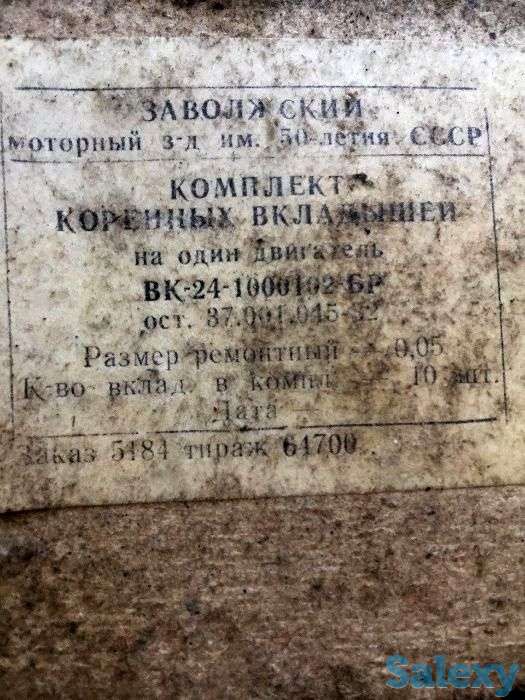 ЗАВОЛЖСКИЙ
моторный з-д им. 50-летия СССР
КОМПЛЕКТ
КОРЕННЫХ ВКЛАДЫШЕЙ
на один двигатель
ВК-24-1000102-БР
ост. 37.001.045-82
Размер ремонтный — 0,05
К-во вклад. в компл — 10 шт.
Дата —
Заказ 5184 тираж 64700
Salexy